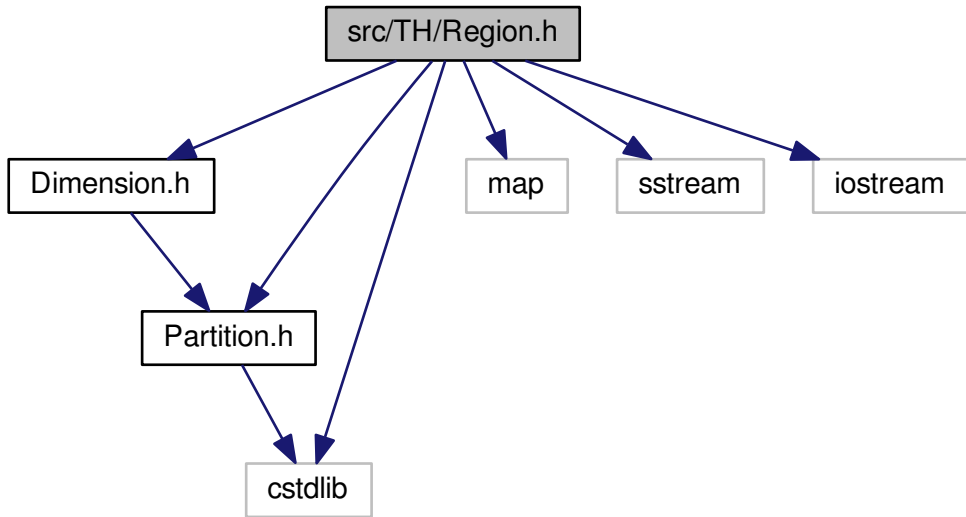 src/TH/Region.h
Dimension.h
map
sstream
iostream
Partition.h
cstdlib